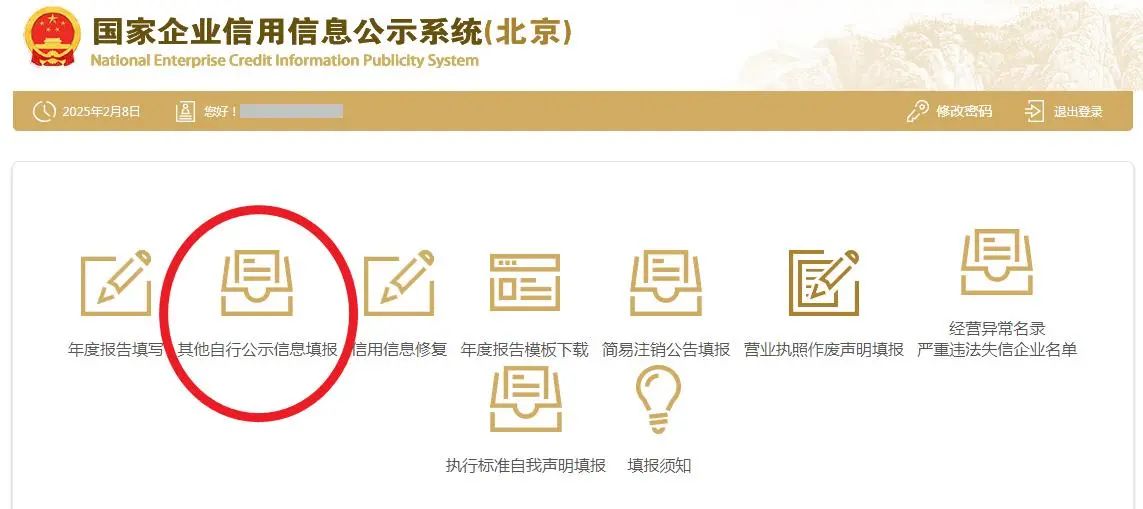 国家企业信用信息公示系统(北京)
National Enterprise Credit Information Publicity System
2025年2月8日 您好！ 修改密码 退出登录
年度报告填写 其他自行公示信息填报 信用信息修复 年度报告模板下载 简易注销公告填报 营业执照作废声明填报 经营异常名录
严重违法失信企业名单
执行标准自我声明填报 填报须知